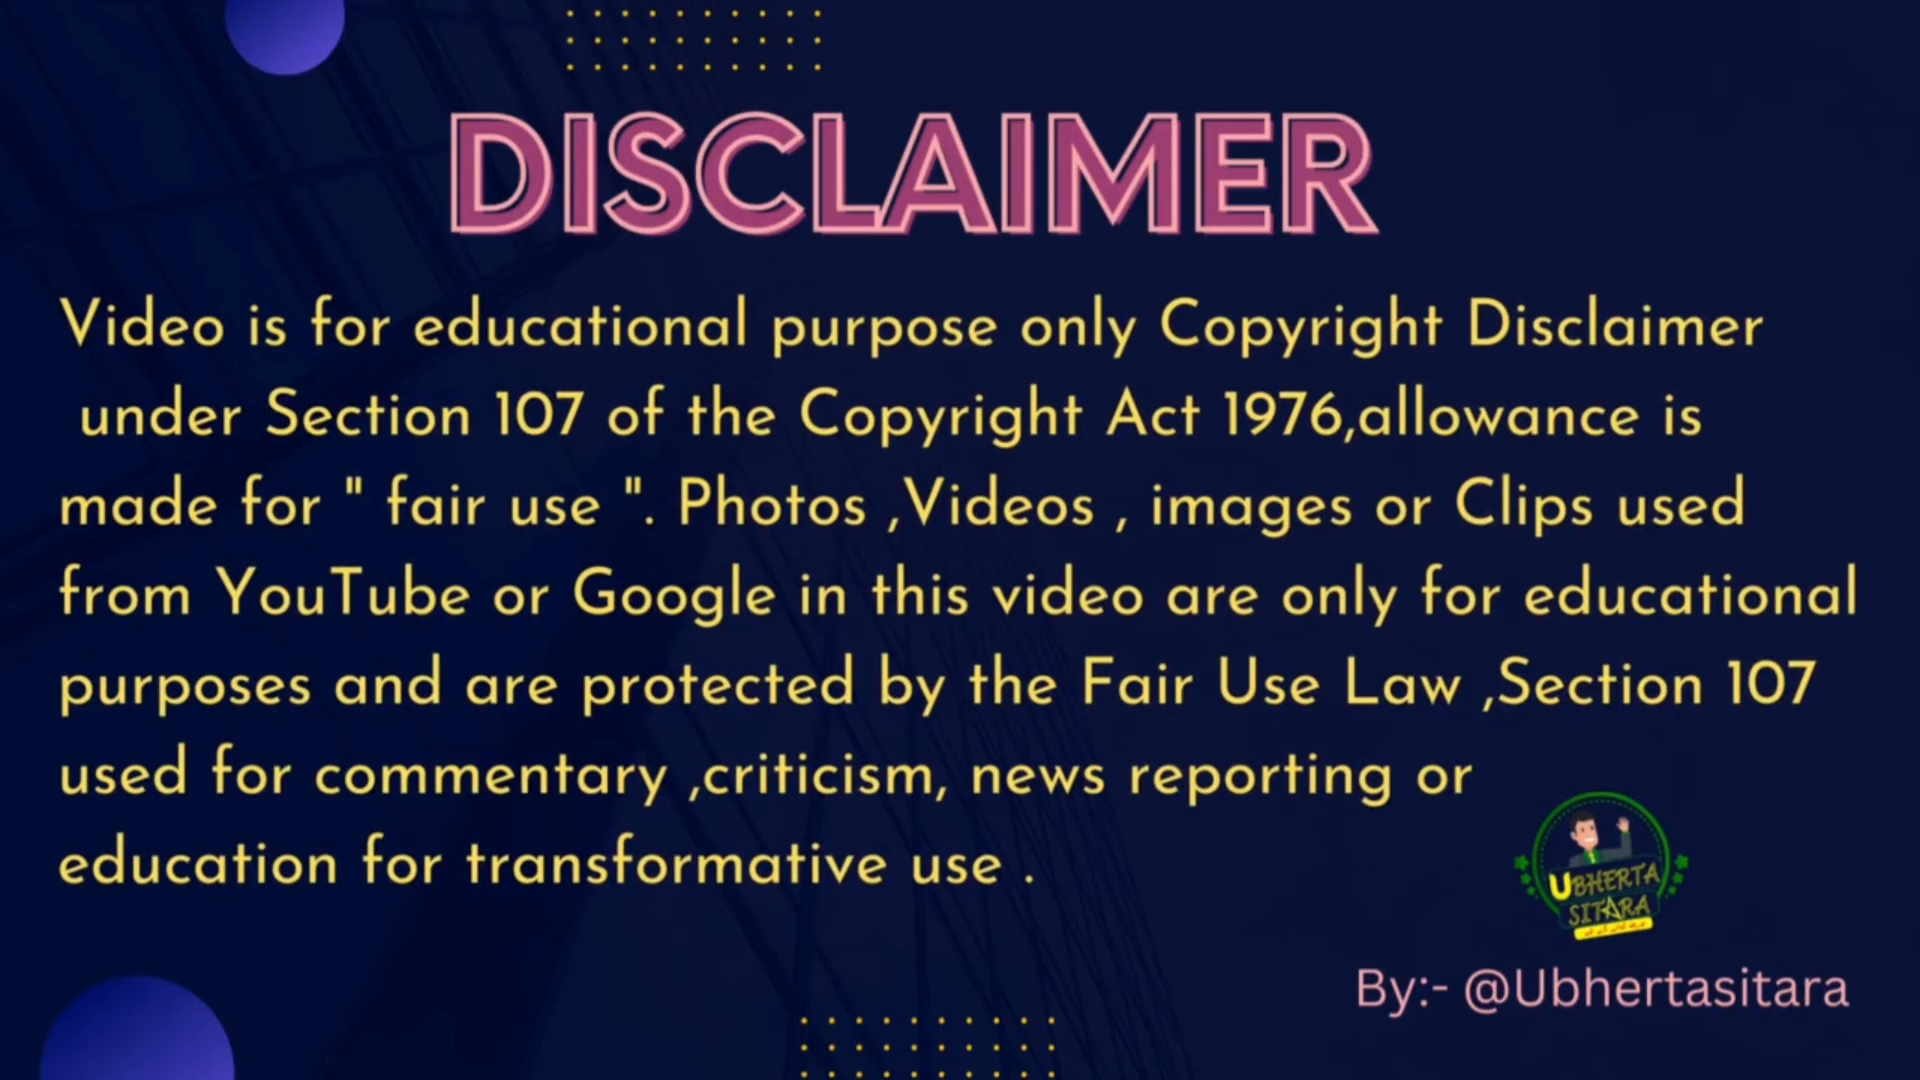 DISCLAIMER
Video is for educational purpose only Copyright Disclaimer
under Section 107 of the Copyright Act 1976,allowance is
made for " fair use ". Photos ,Videos , images or Clips used
from YouTube or Google in this video are only for educational
purposes and are protected by the Fair Use Law ,Section 107
used for commentary ,criticism, news reporting or
education for transformative use .
UBHERTA
SITARA
By:- @Ubhertasitara